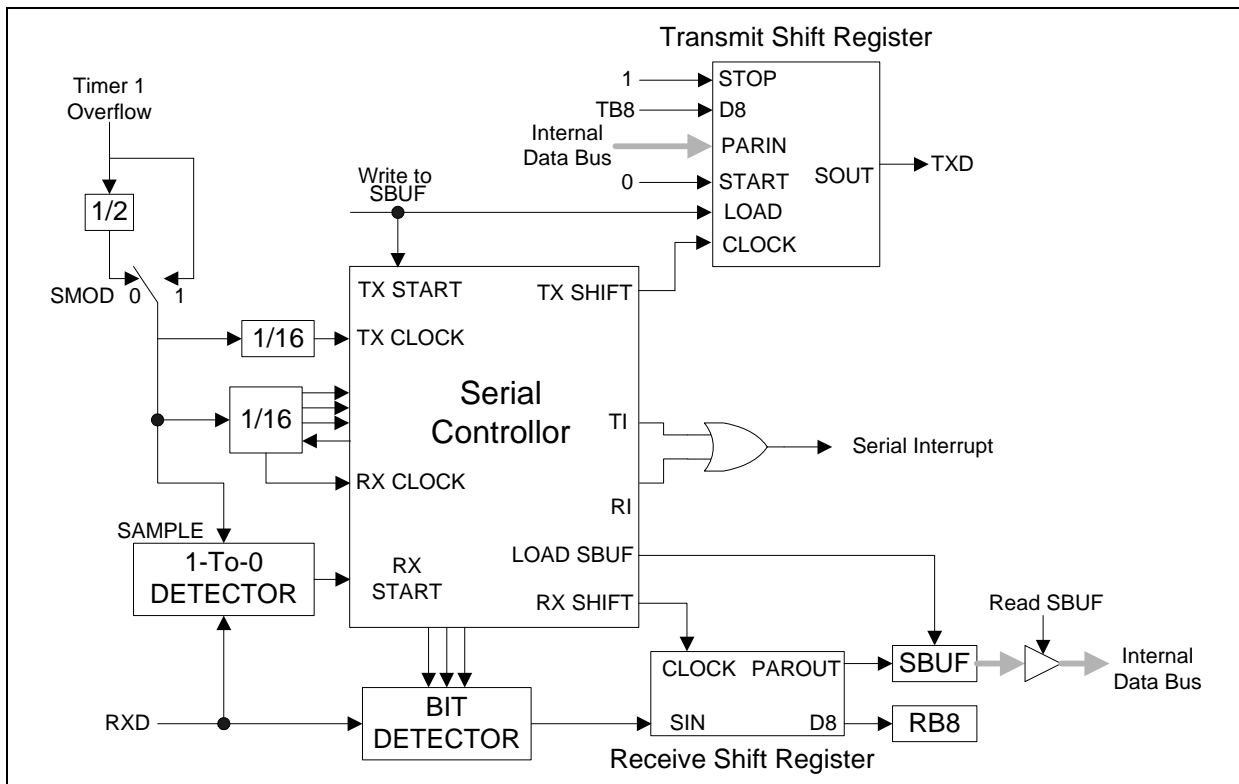 Transmit Shift Register
Timer 1
Overflow
1
STOP
TB8
D8
Internal
Data Bus
PARIN
SOUT
TXD
0
START
LOAD
CLOCK
Write to
SBUF
1/2
SMOD
0
1
TX START
TX SHIFT
1/16
TX CLOCK
1/16
Serial
Controllor
TI
Serial Interrupt
RX CLOCK
RI
SAMPLE
1-To-0
DETECTOR
RX
START
LOAD SBUF
RX SHIFT
Read SBUF
CLOCK
PAROUT
SBUF
Internal
Data Bus
RXD
BIT
DETECTOR
SIN
D8
RB8
Receive Shift Register